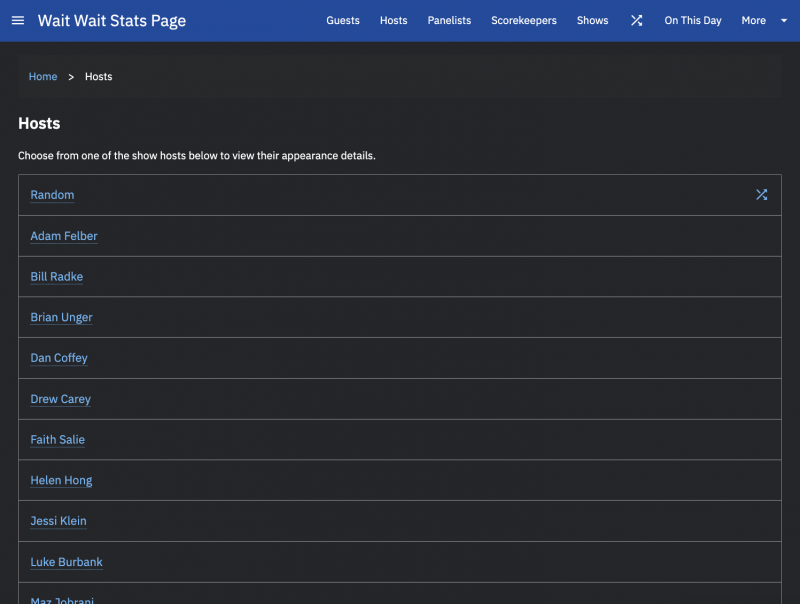 Wait Wait Stats Page
Guests Hosts Panelists Scorekeepers Shows On This Day More
Home > Hosts
Hosts
Choose from one of the show hosts below to view their appearance details.
Random
Adam Felber
Bill Radke
Brian Unger
Dan Coffey
Drew Carey
Faith Salie
Helen Hong
Jessi Klein
Luke Burbank
Maz Jobrani